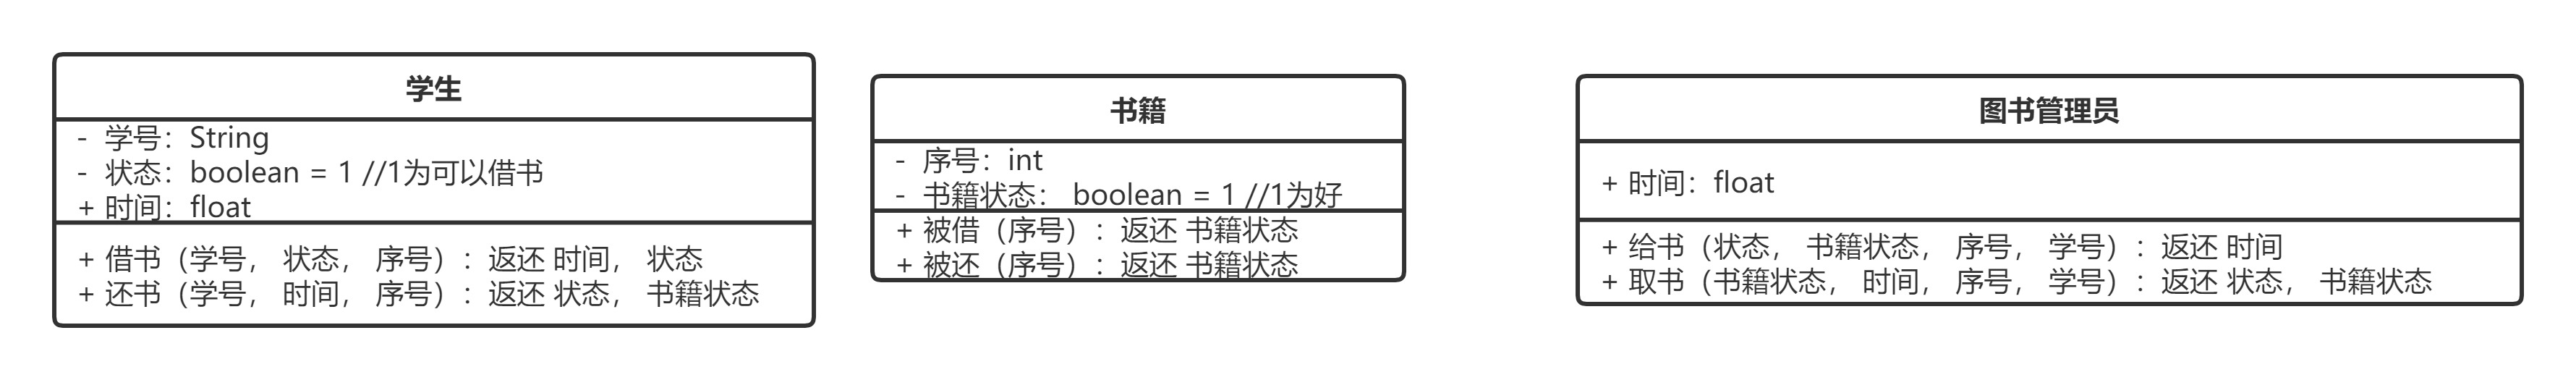 学生
- 学号：String
- 状态：boolean = 1 //1为可以借书
+ 时间：float
+ 借书（学号， 状态， 序号）：返还 时间， 状态
+ 还书（学号， 时间， 序号）：返还 状态， 书籍状态
书籍
- 序号：int
- 书籍状态： boolean = 1 //1为好
+ 被借（序号）：返还 书籍状态
+ 被还（序号）：返还 书籍状态
图书管理员
+ 时间：float
+ 给书（状态， 书籍状态， 序号， 学号）：返还 时间
+ 取书（书籍状态， 时间， 序号， 学号）：返还 状态， 书籍状态